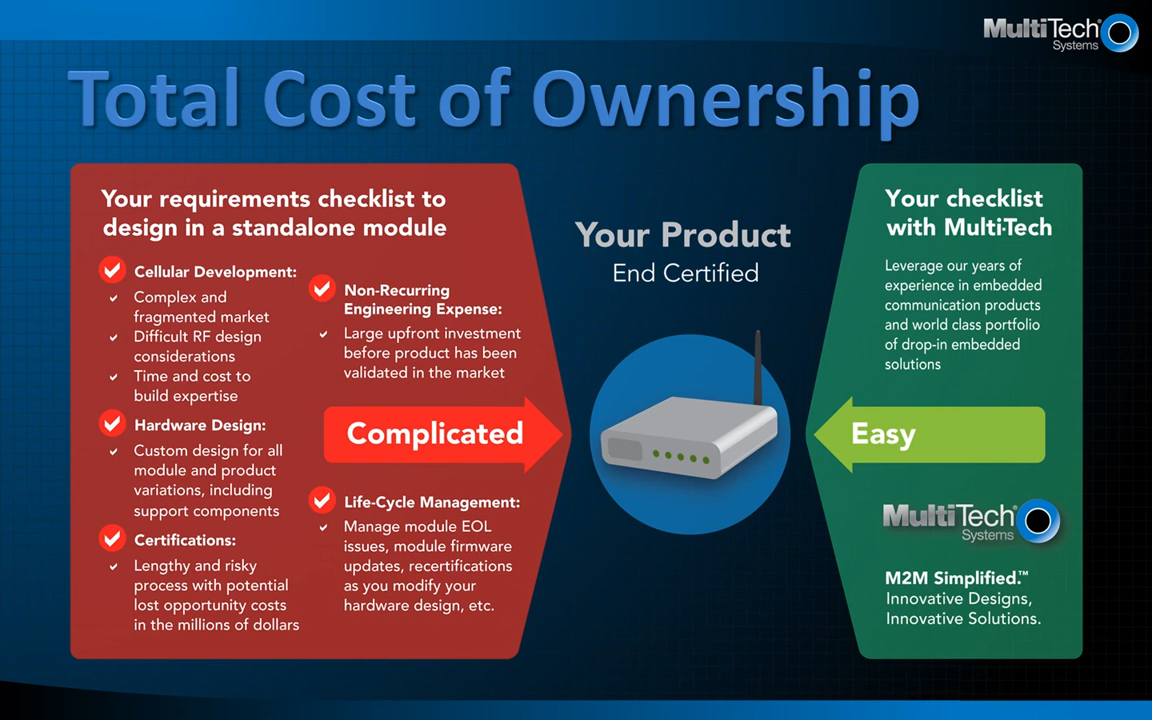 MultiTech®
Systems
Total Cost of Ownership
Your requirements checklist to
design in a standalone module
Cellular Development:
Complex and
fragmented market
Difficult RF design
considerations
Time and cost to
build expertise
Hardware Design:
Custom design for all
module and product
variations, including
support components
Certifications:
Lengthy and risky
process with potential
lost opportunity costs
in the millions of dollars
Non-Recurring
Engineering Expense:
Large upfront investment
before product has been
validated in the market
Complicated
Life-Cycle Management:
Manage module EOL
issues, module firmware
updates, recertifications
as you modify your
hardware design, etc.
Your Product
End Certified
Your checklist
with Multi-Tech
Leverage our years of
experience in embedded
communication products
and world class portfolio
of drop-in embedded
solutions
Easy
MultiTech®
Systems
M2M Simplified.™
Innovative Designs,
Innovative Solutions.